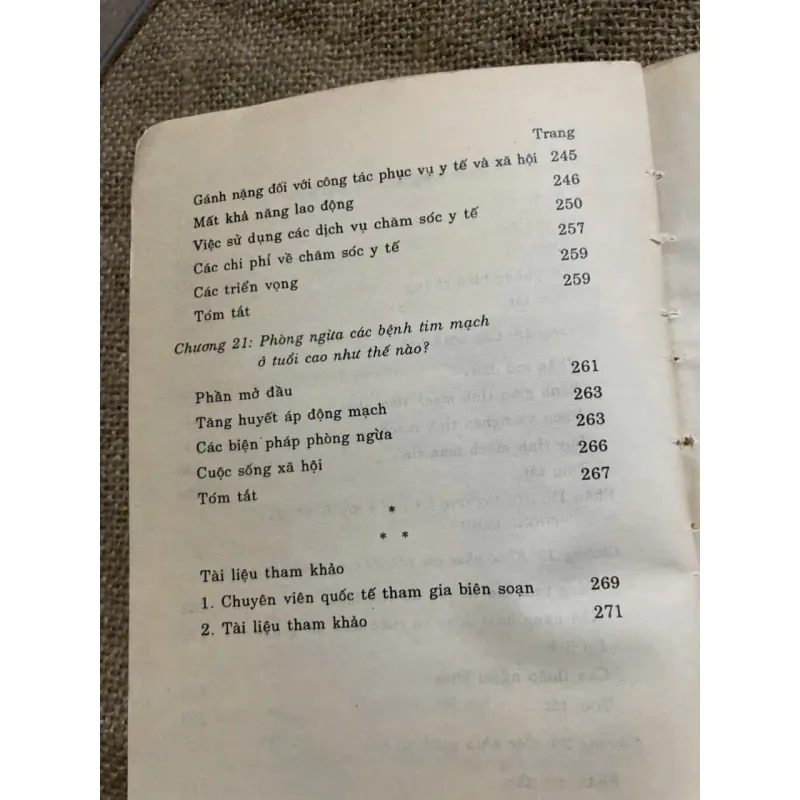 Trang
Gánh nặng đối với công tác phục vụ y tế và xã hội 245
Mất khả năng lao động 246
Việc sử dụng các dịch vụ chăm sóc y tế 250
Các chi phí về chăm sóc y tế 257
Các triển vọng 259
Tóm tắt 259
Chương 21: Phòng ngừa các bệnh tim mạch
ở tuổi cao như thế nào?
Phần mở đầu 261
Tăng huyết áp động mạch 263
Các biện pháp phòng ngừa 263
Cuộc sống xã hội 266
Tóm tắt 267
*
* *
Tài liệu tham khảo
1. Chuyên viên quốc tế tham gia biên soạn 269
2. Tài liệu tham khảo 271